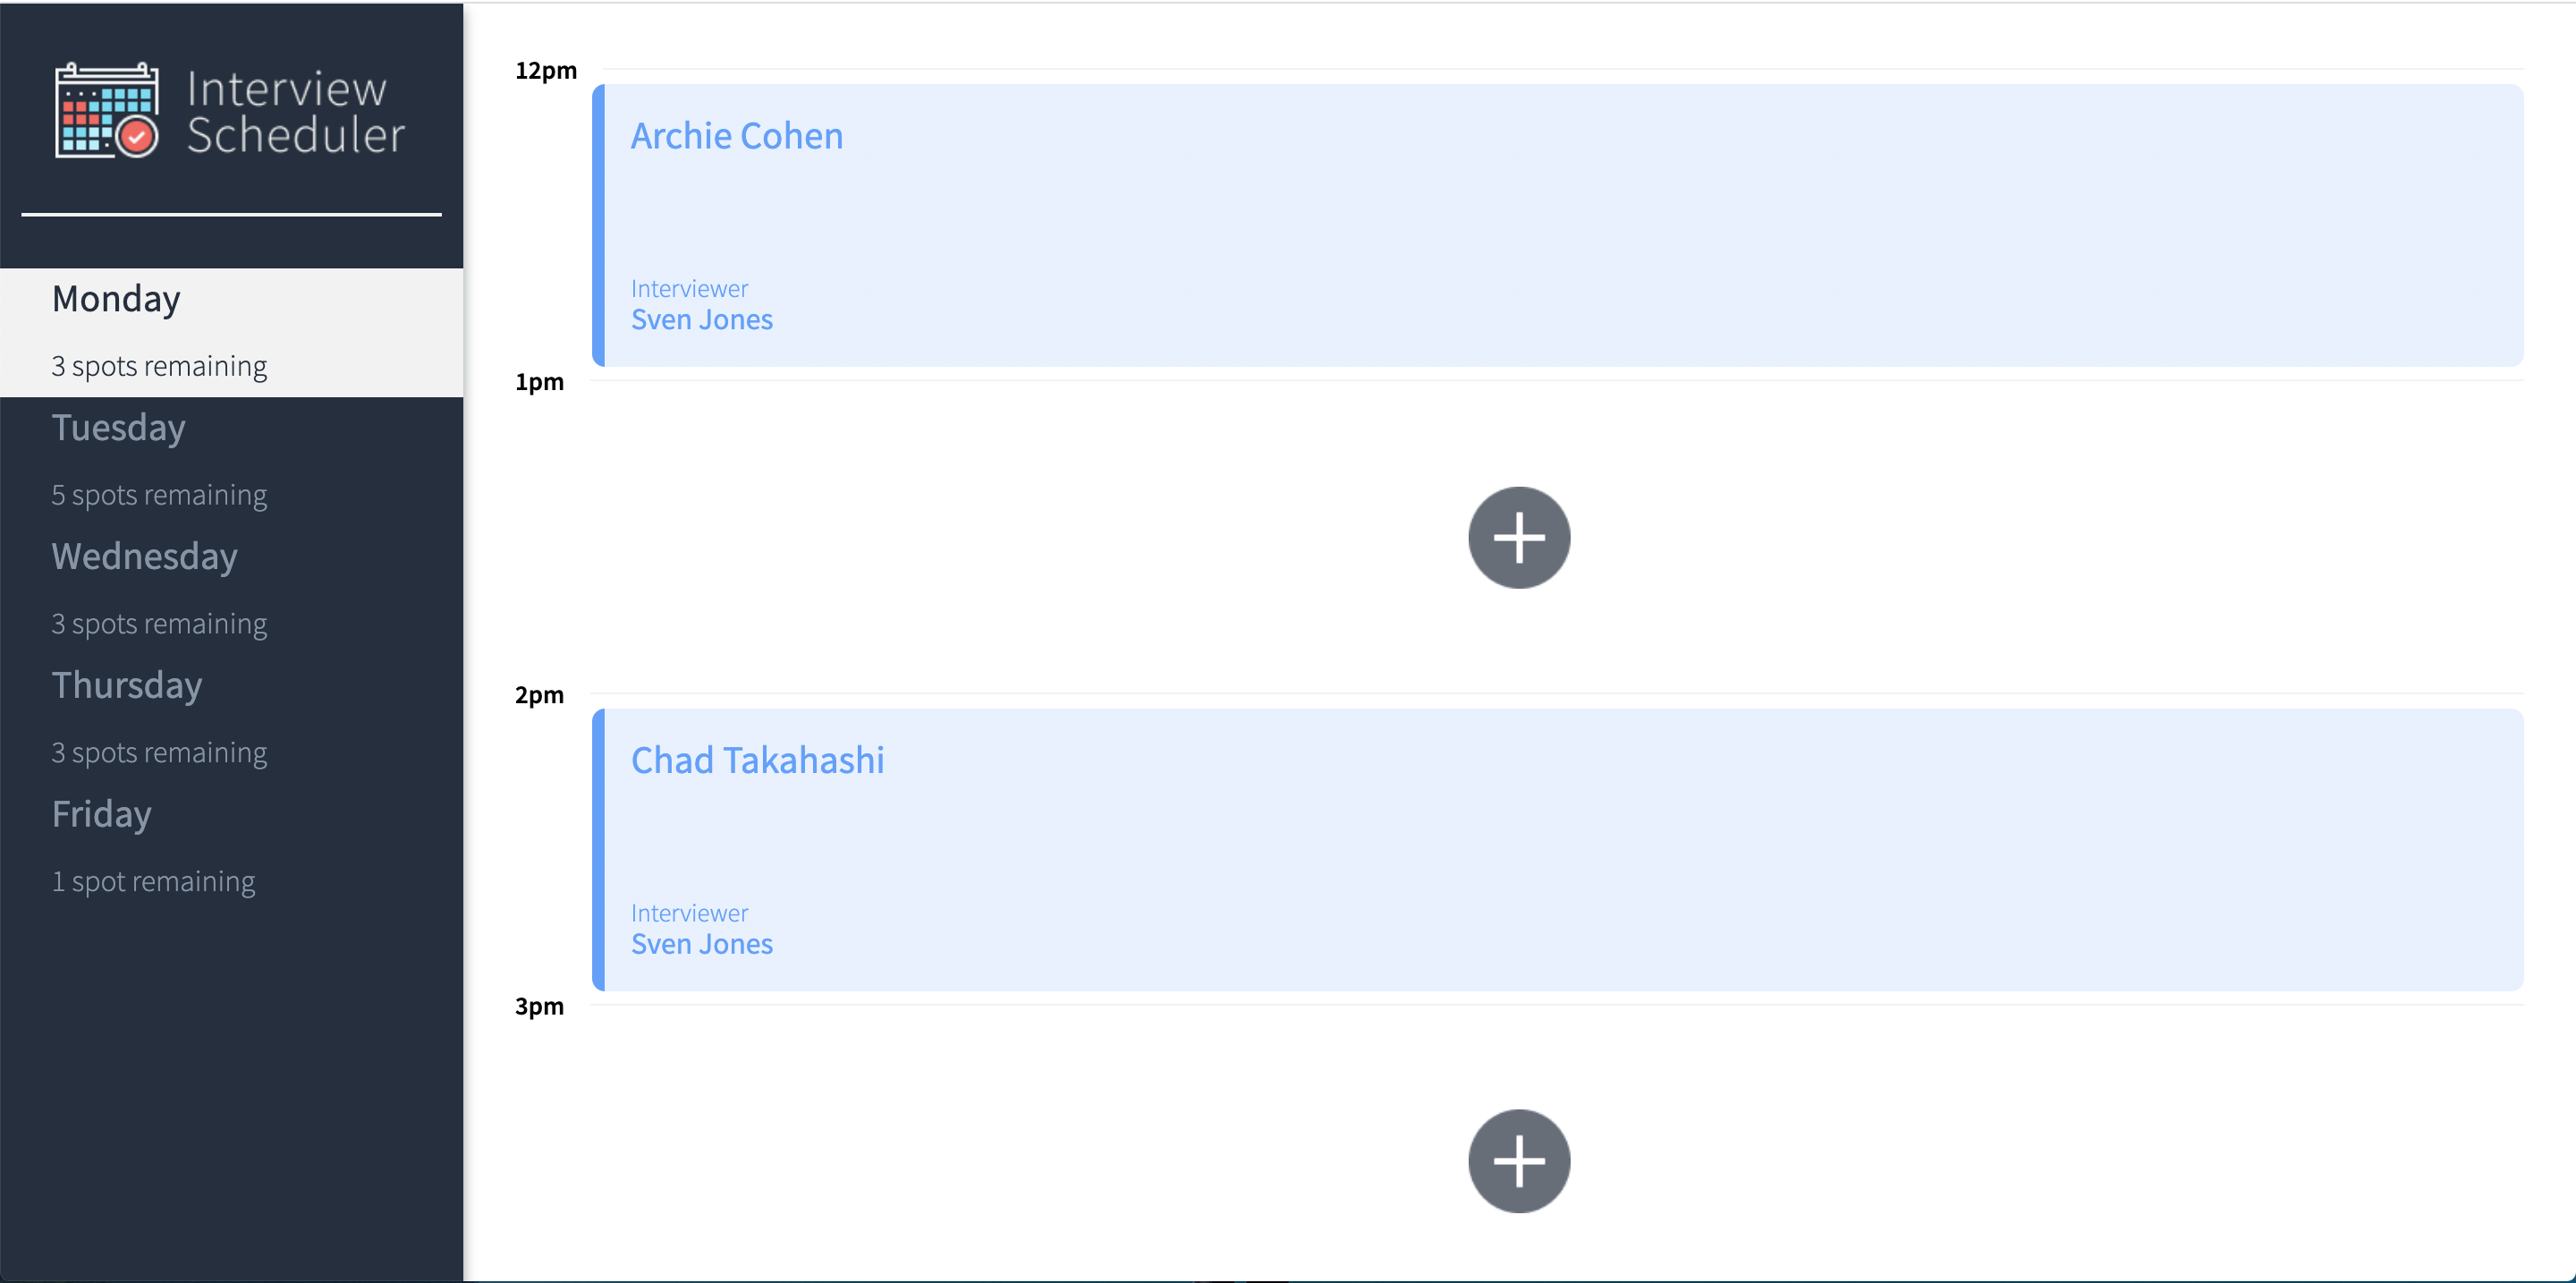 Interview
Scheduler
Monday
3 spots remaining
Tuesday
5 spots remaining
Wednesday
3 spots remaining
Thursday
3 spots remaining
Friday
1 spot remaining
12pm
Archie Cohen
Interviewer
Sven Jones
1pm
2pm
Chad Takahashi
Interviewer
Sven Jones
3pm